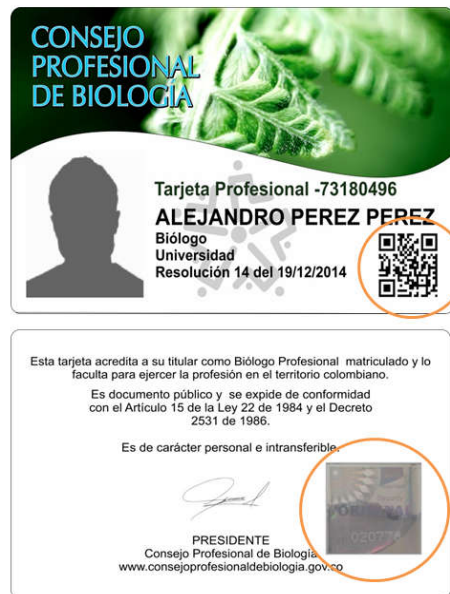 CONSEJO
PROFESIONAL
DE BIOLOGÍA
Tarjeta Profesional -73180496
ALEJANDRO PEREZ PEREZ
Biólogo
Universidad
Resolución 14 del 19/12/2014
Esta tarjeta acredita a su titular como Biólogo Profesional matriculado y lo
faculta para ejercer la profesión en el territorio colombiano.
Es documento público y se expide de conformidad
con el Artículo 15 de la Ley 22 de 1984 y el Decreto
2531 de 1986.
Es de carácter personal e intransferible.
020776
PRESIDENTE
Consejo Profesional de Biología
www.consejoprofesionaldebiologia.gov.co